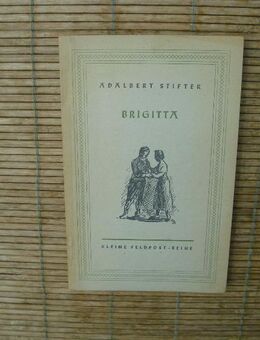 ADALBERT STIFTER
BRIGITTA
KLEINE FELDPOST-REIHE